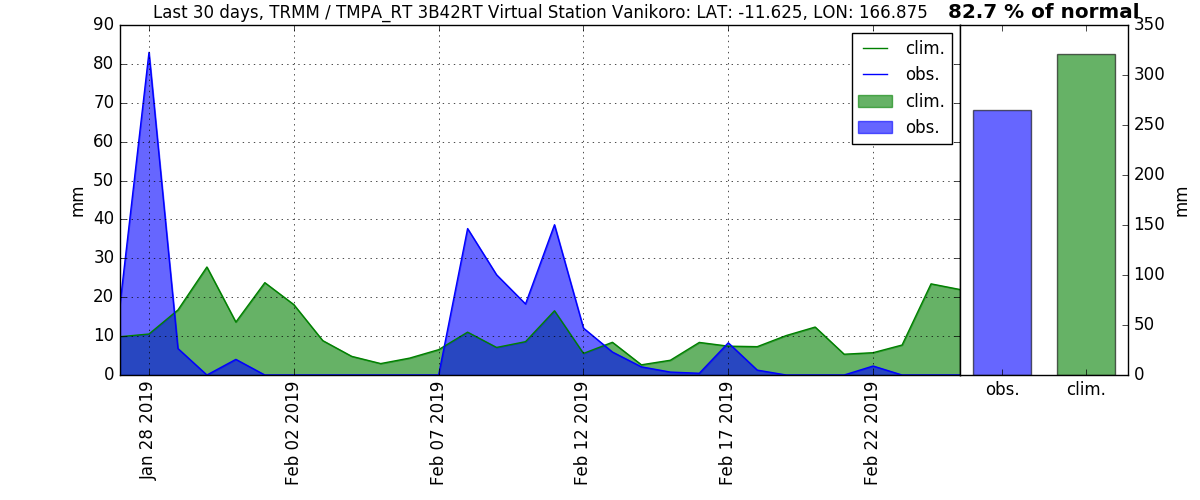 Last 30 days, TRMM / TMPA_RT 3B42RT Virtual Station Vanikoro: LAT: -11.625, LON: 166.875
82.7 % of normal
90
80
70
60
50
40
30
20
10
0
mm
clim.
obs.
clim.
obs.
Jan 28 2019
Feb 02 2019
Feb 07 2019
Feb 12 2019
Feb 17 2019
Feb 22 2019
350
300
250
200
150
100
50
0
mm
obs.
clim.